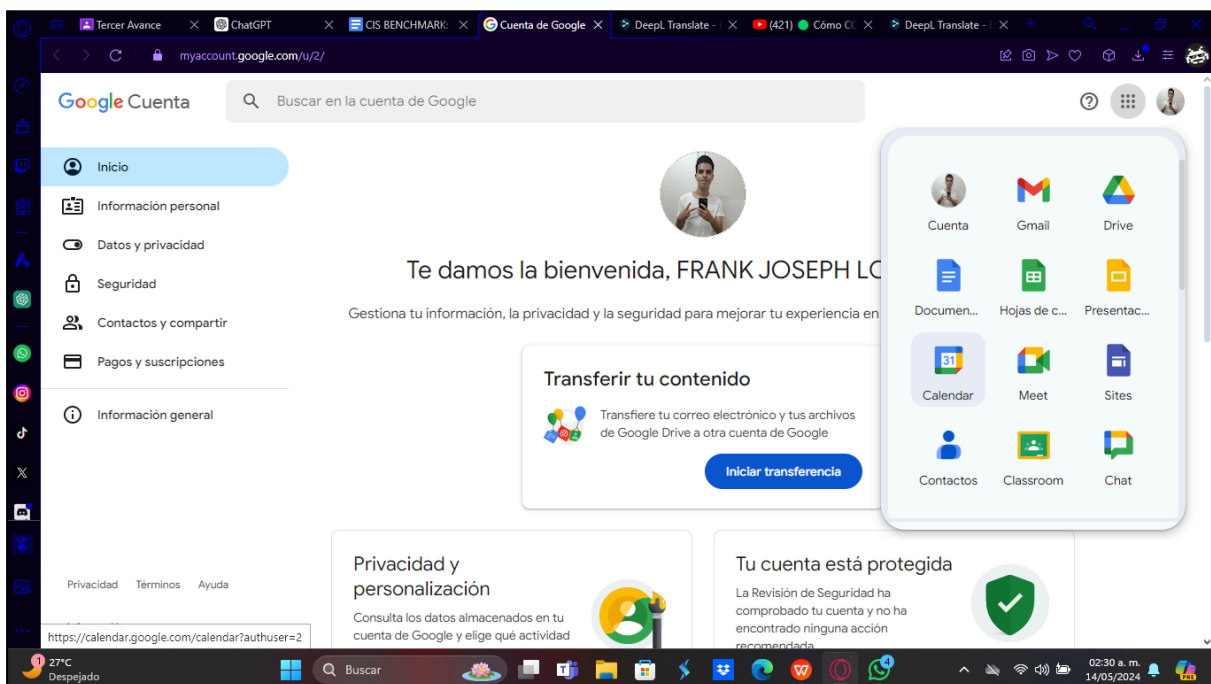 Tercer Avance
ChatGPT
CIS BENCHMARK:
Cuenta de Google
DeepL Translate -
(421) Cómo CC
DeepL Translate -
myaccount.google.com/u/2/
Google Cuenta
Buscar en la cuenta de Google
Inicio
Información personal
Datos y privacidad
Seguridad
Contactos y compartir
Pagos y suscripciones
Información general
Privacidad Términos Ayuda
https://calendar.google.com/calendar?authuser=2
Te damos la bienvenida, FRANK JOSEPH LO
Gestiona tu información, la privacidad y la seguridad para mejorar tu experiencia en
Transferir tu contenido
Transfiere tu correo electrónico y tus archivos
de Google Drive a otra cuenta de Google
Iniciar transferencia
Privacidad y
personalización
Consulta los datos almacenados en tu
cuenta de Google y elige qué actividad
Tu cuenta está protegida
La Revisión de Seguridad ha
comprobado tu cuenta y no ha
encontrado ninguna acción
recomendada
Cuenta Gmail Drive
Documen... Hojas de c... Presentac...
31
Calendar Meet Sites
Contactos Classroom Chat
1
27°C
Despejado
Buscar
02:30 a. m.
14/05/2024
PRE